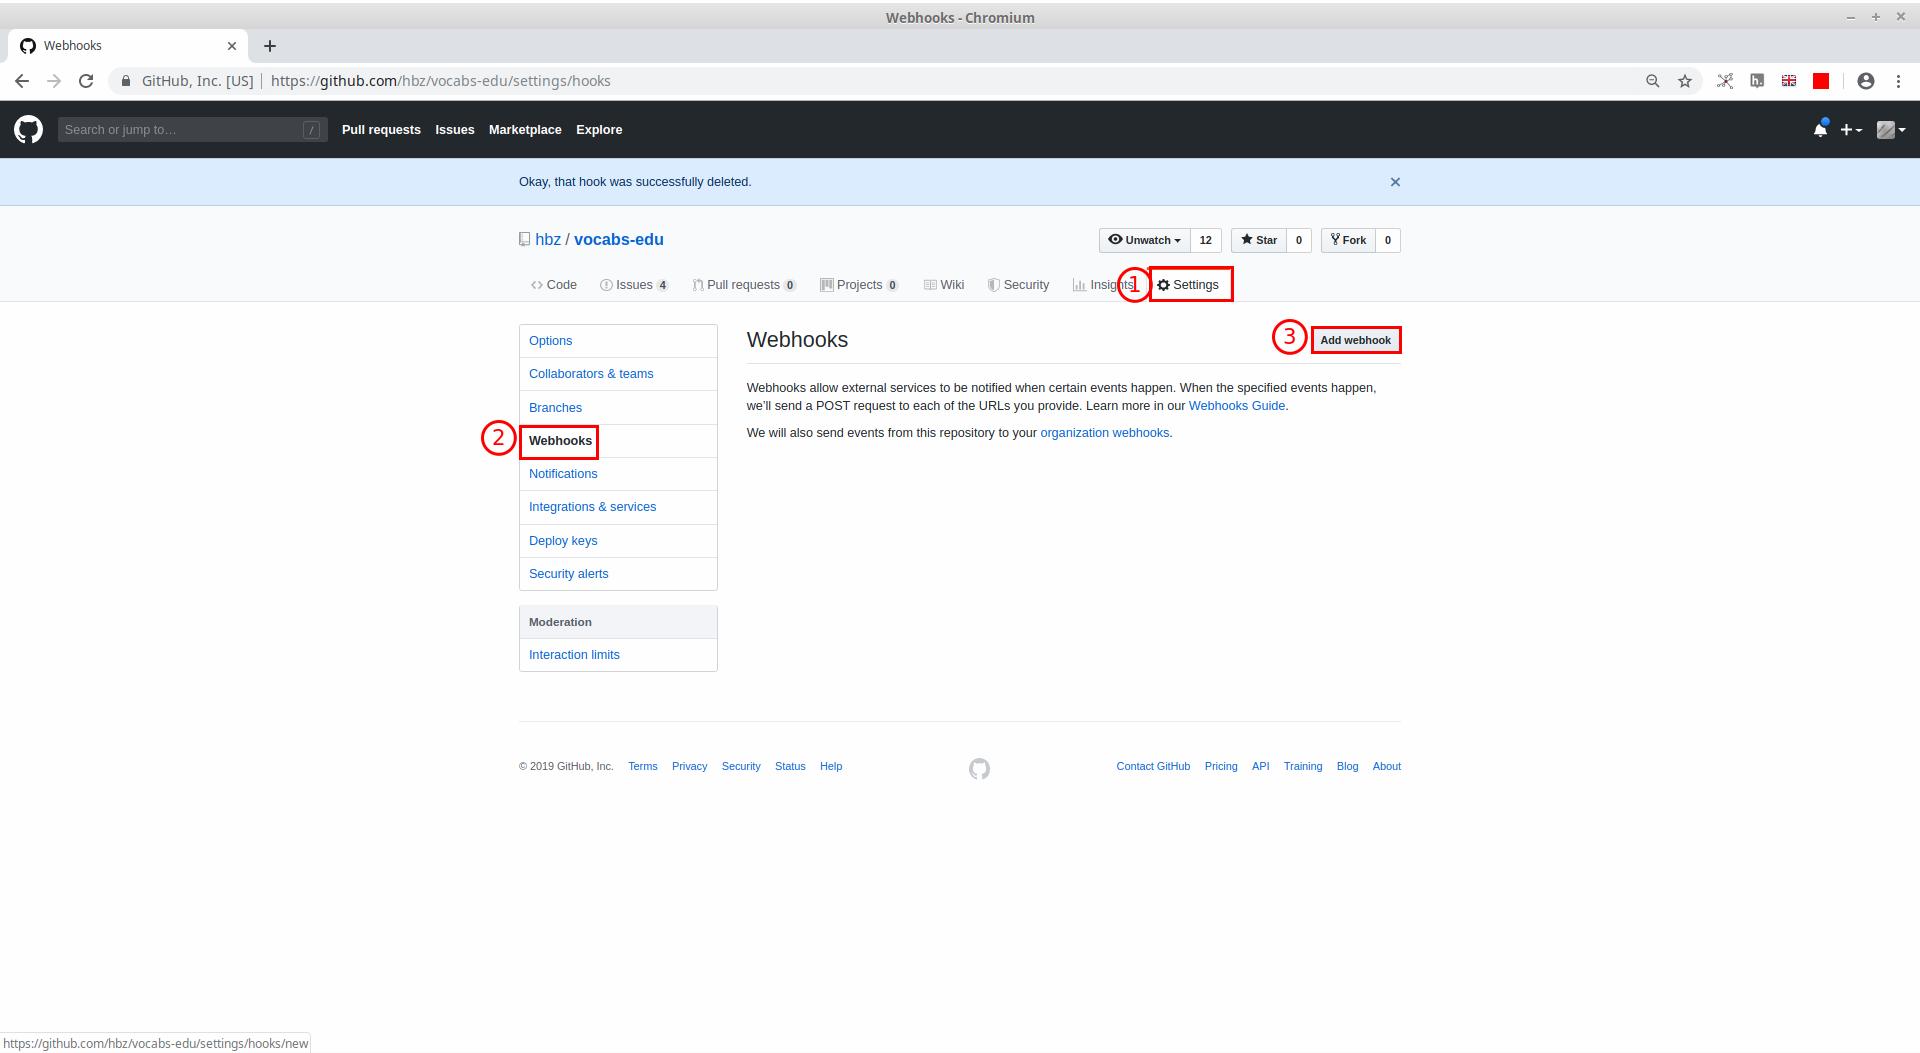 Webhooks - Chromium
Webhooks
GitHub, Inc. [US] | https://github.com/hbz/vocabs-edu/settings/hooks
h.
Search or jump to… /
Pull requests Issues Marketplace Explore
Okay, that hook was successfully deleted.
hbz / vocabs-edu
Unwatch 12 Star 0 Fork 0
Code Issues 4 Pull requests 0 Projects 0 Wiki Security Insights 1 Settings
Options
Collaborators & teams
Branches
2 Webhooks
Notifications
Integrations & services
Deploy keys
Security alerts
Moderation
Interaction limits
Webhooks
3 Add webhook
Webhooks allow external services to be notified when certain events happen. When the specified events happen,
we'll send a POST request to each of the URLs you provide. Learn more in our Webhooks Guide.
We will also send events from this repository to your organization webhooks.
© 2019 GitHub, Inc. Terms Privacy Security Status Help
Contact GitHub Pricing API Training Blog About
https://github.com/hbz/vocabs-edu/settings/hooks/new